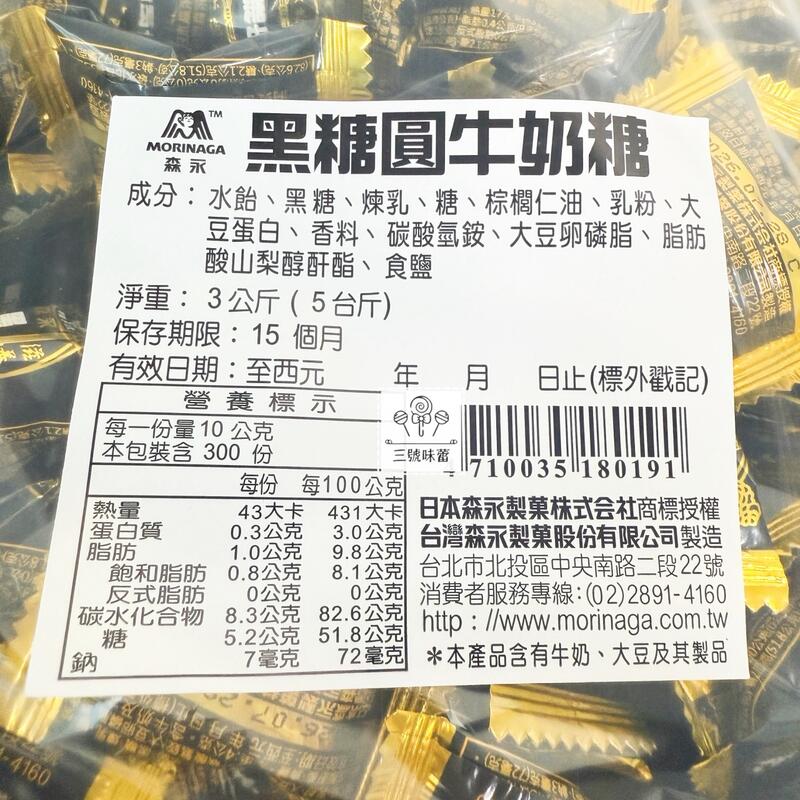 MORINAGA™
森永
黑糖圓牛奶糖
成分：水飴、黑糖、煉乳、糖、棕櫚仁油、乳粉、大
豆蛋白、香料、碳酸氫銨、大豆卵磷脂、脂肪
酸山梨醇酐酯、食鹽
淨重：3公斤(5台斤)
保存期限：15 個月
有效日期：至西元 年 月 日止(標外戳記)
營養標示
每一份量10公克
本包裝含 300 份
每份 每100公克
熱量 43大卡 431大卡
蛋白質 0.3公克 3.0公克
脂肪 1.0公克 9.8公克
飽和脂肪 0.8公克 8.1公克
反式脂肪 0公克 0公克
碳水化合物 8.3公克 82.6公克
糖 5.2公克 51.8公克
鈉 7毫克 72毫克
三號味蕾
4 710035 180191
日本森永製菓株式会社商標授權
台灣森永製菓股份有限公司製造
台北市北投區中央南路二段22號
消費者服務專線:(02)2891-4160
http：//www.morinaga.com.tw
＊本產品含有牛奶、大豆及其製品